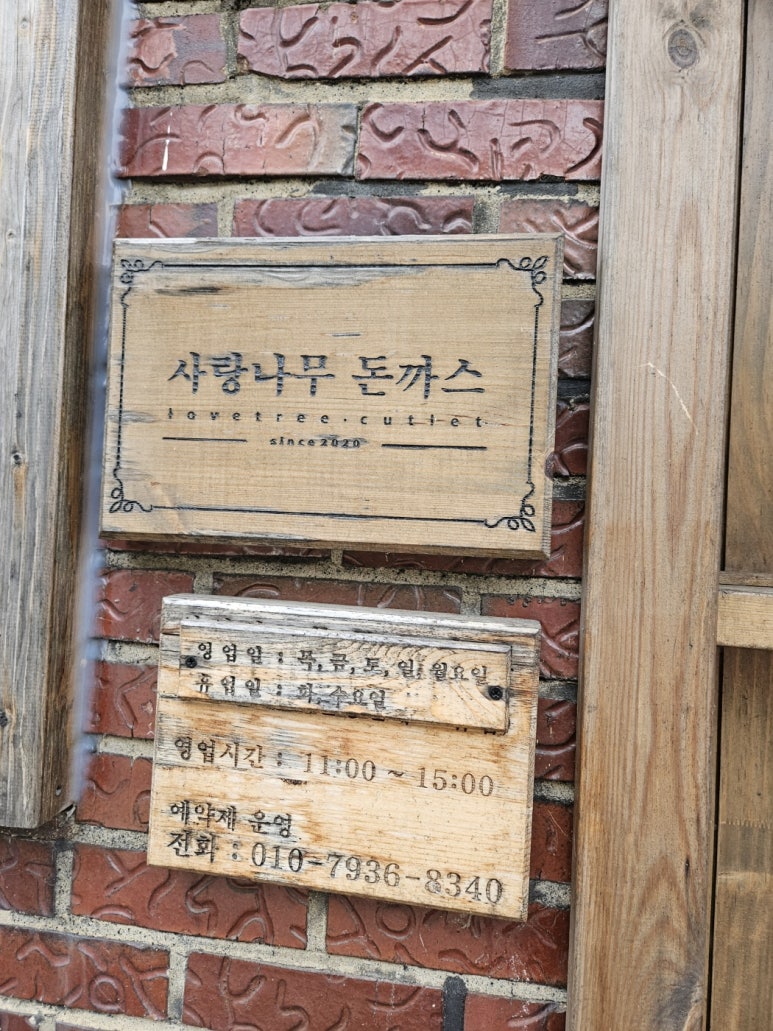 사랑나무 돈까스
lovetree.cutlet
since2020
영업일 : 목,금,토,일,월요일
휴업일 : 화,수요일
영업시간 : 11:00 ~ 15:00
예약제 운영
전화 : 010-7936-8340